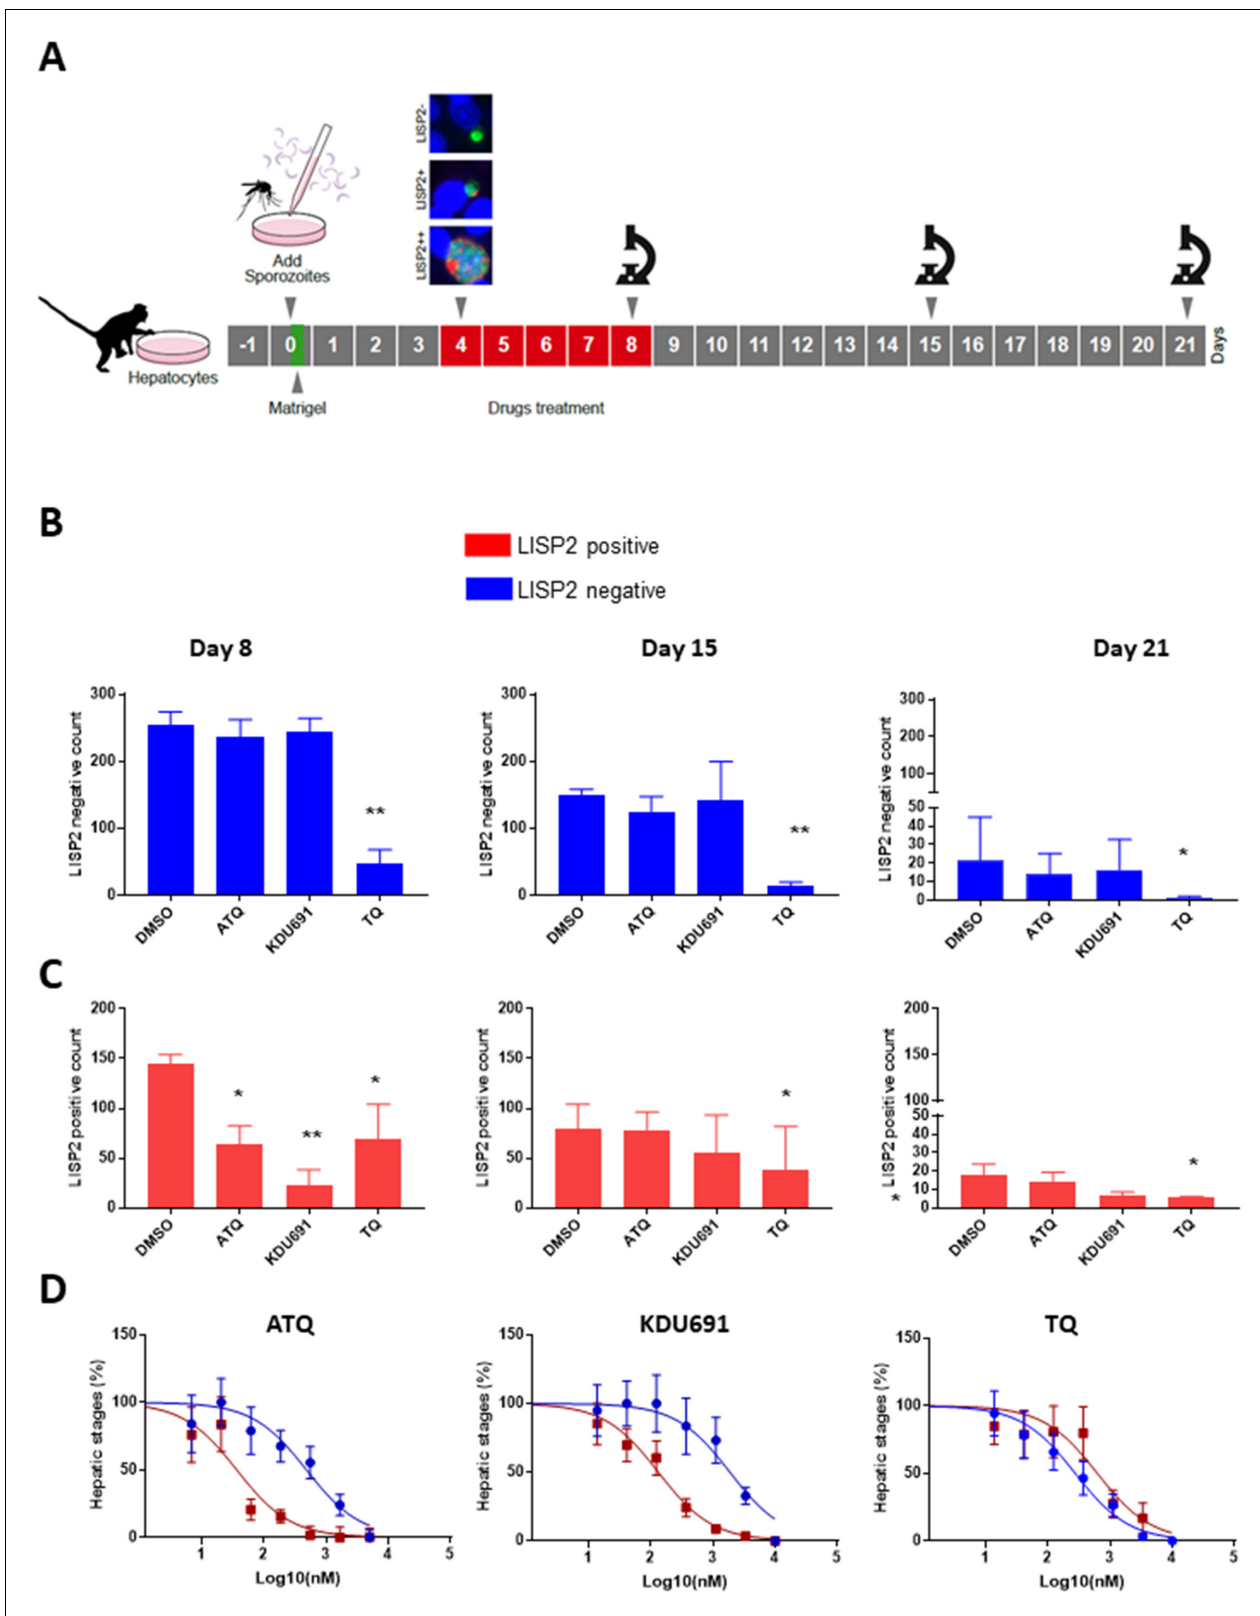 A
LISP2-
LISP2+
LISP2++
Add
Sporozoites
-1 0 1 2 3 4 5 6 7 8 9 10 11 12 13 14 15 16 17 18 19 20 21
Days
Hepatocytes
Matrigel
Drugs treatment
B
LISP2 positive
LISP2 negative
Day 8
Day 15
Day 21
LISP2 negative count
300
200
100
0
**
DMSO
ATQ
KDU691
TQ
LISP2 negative count
300
200
100
0
**
DMSO
ATQ
KDU691
TQ
LISP2 negative count
300
200
100
50
40
30
20
10
0
*
DMSO
ATQ
KDU691
TQ
C
LISP2 positive count
200
150
100
50
0
*
**
*
DMSO
ATQ
KDU691
TQ
LISP2 positive count
200
150
100
50
0
*
DMSO
ATQ
KDU691
TQ
* LISP2 positive count
200
150
100
50
40
30
20
10
0
*
DMSO
ATQ
KDU691
TQ
D
ATQ
Hepatic stages (%)
150
100
50
0
1 2 3 4 5
Log10(nM)
KDU691
Hepatic stages (%)
150
100
50
0
1 2 3 4 5
Log10(nM)
TQ
Hepatic stages (%)
150
100
50
0
1 2 3 4 5
Log10(nM)